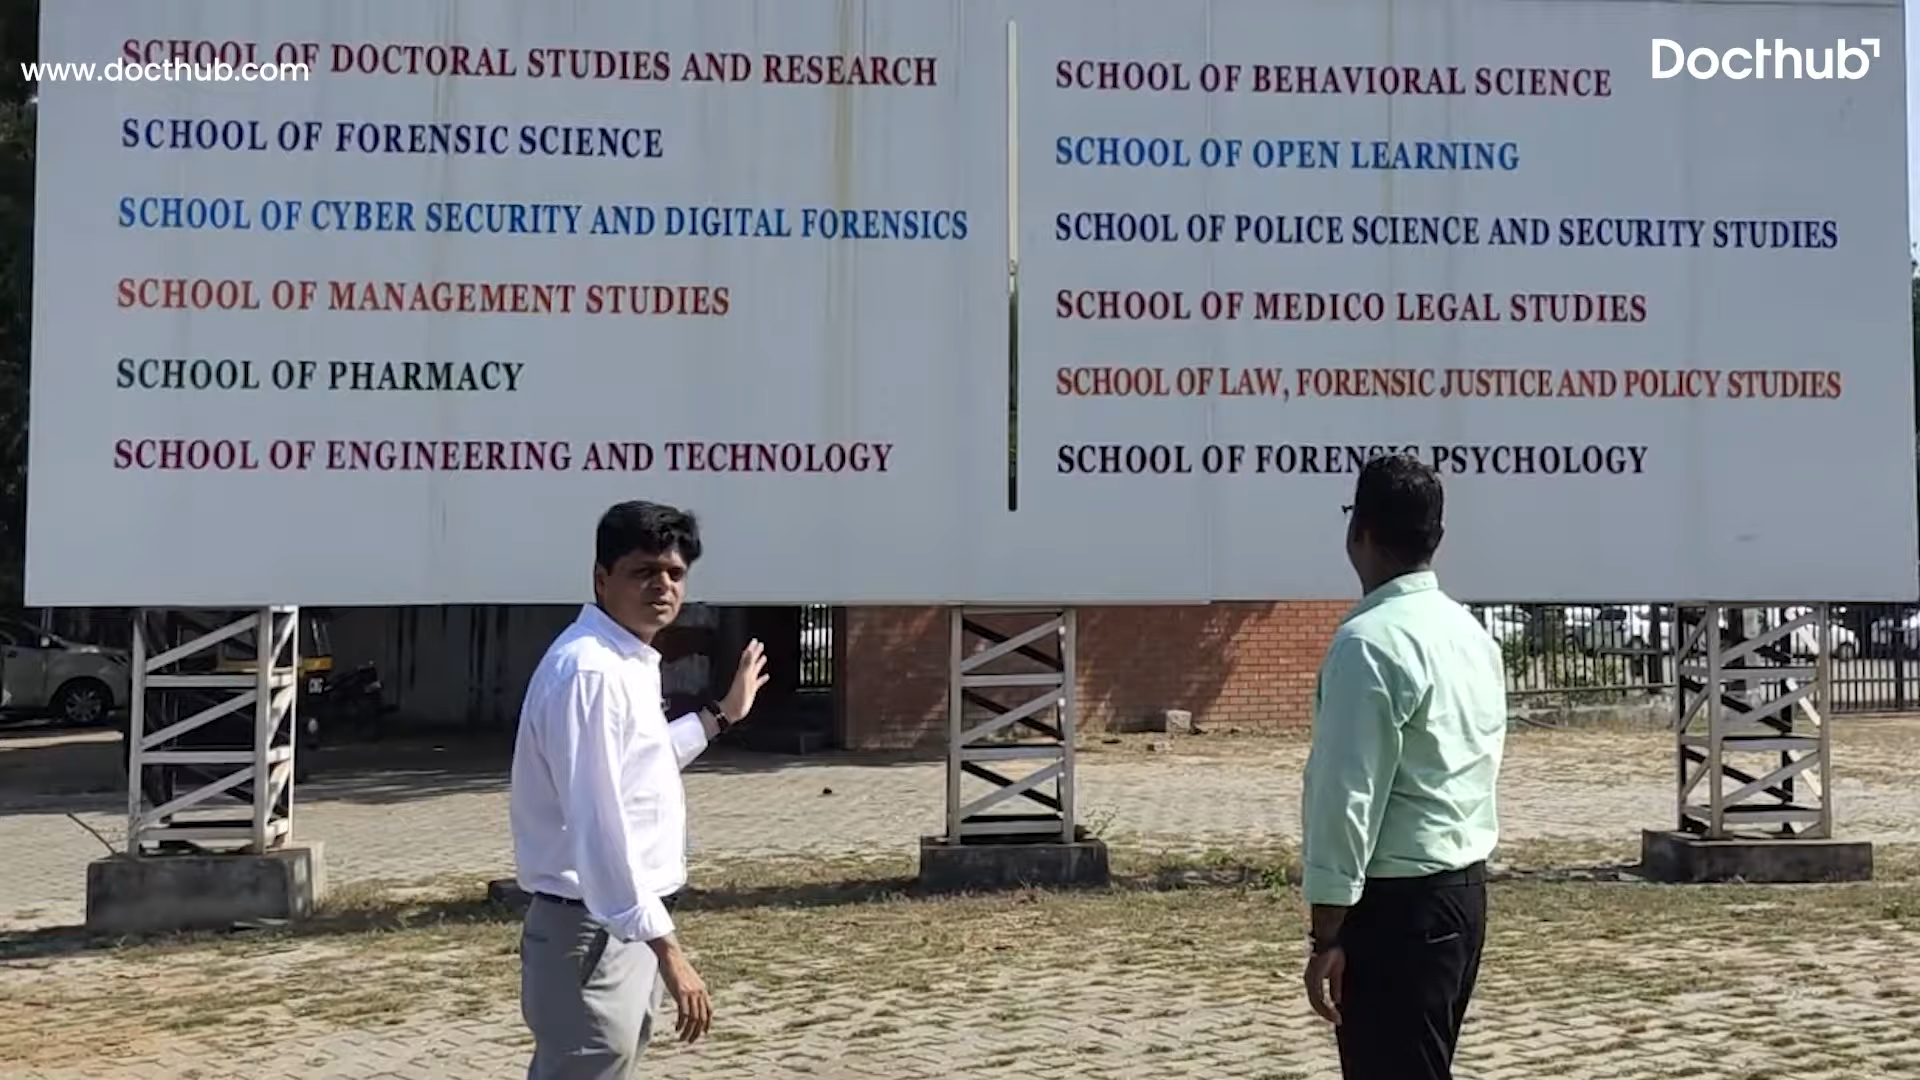 www.docthub.com
Docthub
SCHOOL OF DOCTORAL STUDIES AND RESEARCH
SCHOOL OF FORENSIC SCIENCE
SCHOOL OF CYBER SECURITY AND DIGITAL FORENSICS
SCHOOL OF MANAGEMENT STUDIES
SCHOOL OF PHARMACY
SCHOOL OF ENGINEERING AND TECHNOLOGY
SCHOOL OF BEHAVIORAL SCIENCE
SCHOOL OF OPEN LEARNING
SCHOOL OF POLICE SCIENCE AND SECURITY STUDIES
SCHOOL OF MEDICO LEGAL STUDIES
SCHOOL OF LAW, FORENSIC JUSTICE AND POLICY STUDIES
SCHOOL OF FORENSIC PSYCHOLOGY